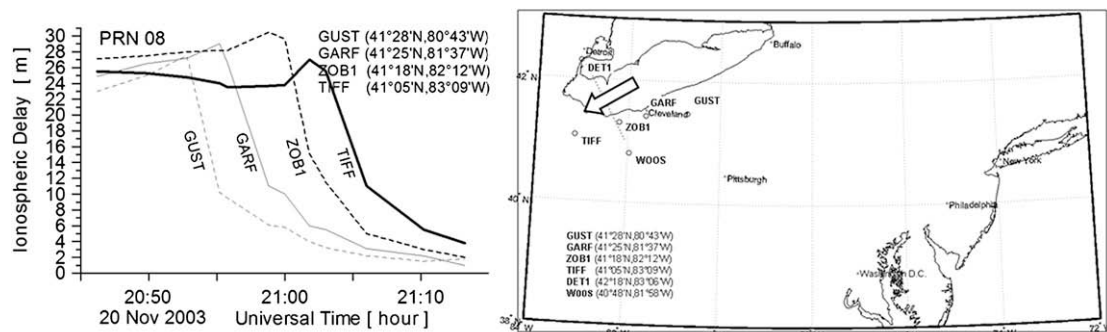 PRN 08
GUST (41°28'N,80°43'W)
GARF (41°25'N,81°37'W)
ZOB1 (41°18'N,82°12'W)
TIFF (41°05'N,83°09'W)
Ionospheric Delay [ m ]
30
28
26
24
22
20
18
16
14
12
10
8
6
4
2
0
GUST
GARF
ZOB1
TIFF
20:50
21:00
21:10
20 Nov 2003
Universal Time [ hour ]
Detroit
DET1
Buffalo
42°N
GARF
GUST
Cleveland
ZOB1
TIFF
WOOS
New York
Pittsburgh
40°N
Philadelphia
GUST (41°28'N,80°43'W)
GARF (41°25'N,81°37'W)
ZOB1 (41°18'N,82°12'W)
TIFF (41°05'N,83°09'W)
DET1 (42°18'N,83°06'W)
WOOS (40°48'N,81°58'W)
Washington D.C.
38°N